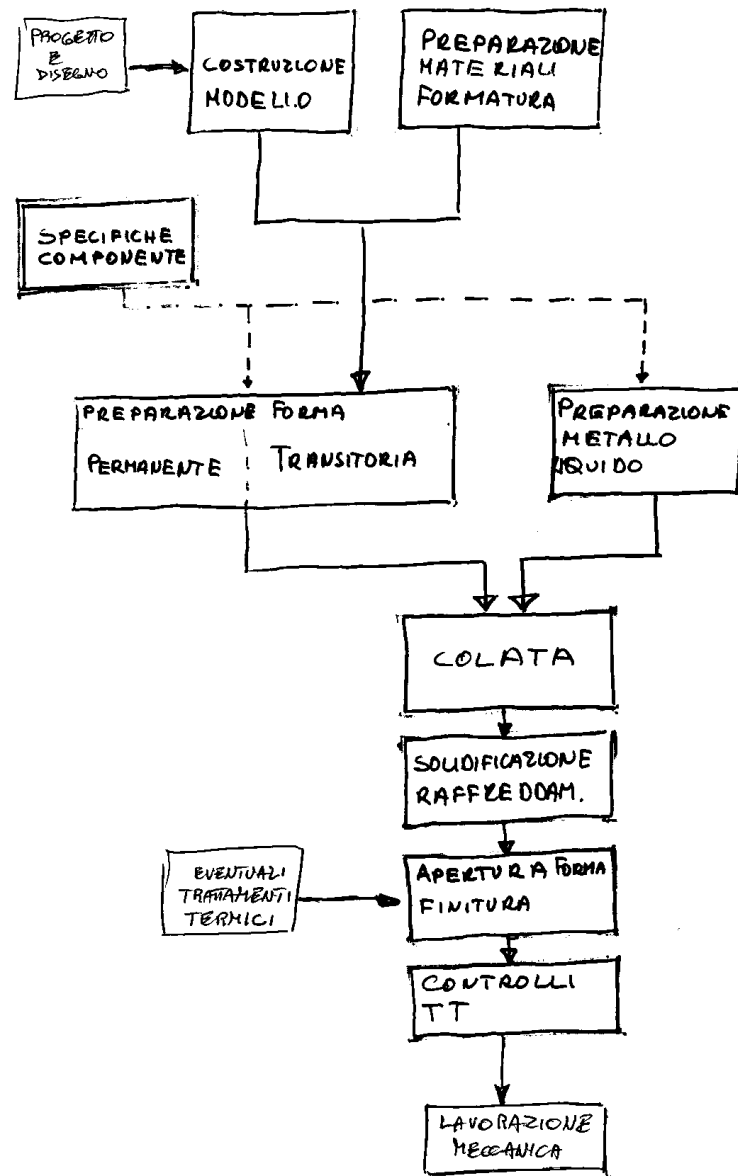 PROGETTO
E
DISEGNO
COSTRUZIONE
MODELLO
PREPARAZIONE
MATERIALI
FORMATURA
SPECIFICHE
COMPONENTE
PREPARAZIONE FORMA
PERMANENTE TRANSITORIA
PREPARAZIONE
METALLO
LIQUIDO
COLATA
SOLIDIFICAZIONE
RAFFREDDAM.
APERTURA FORMA
FINITURA
EVENTUALI
TRATTAMENTI
TERMICI
CONTROLLI
TT
LAVORAZIONE
MECCANICA